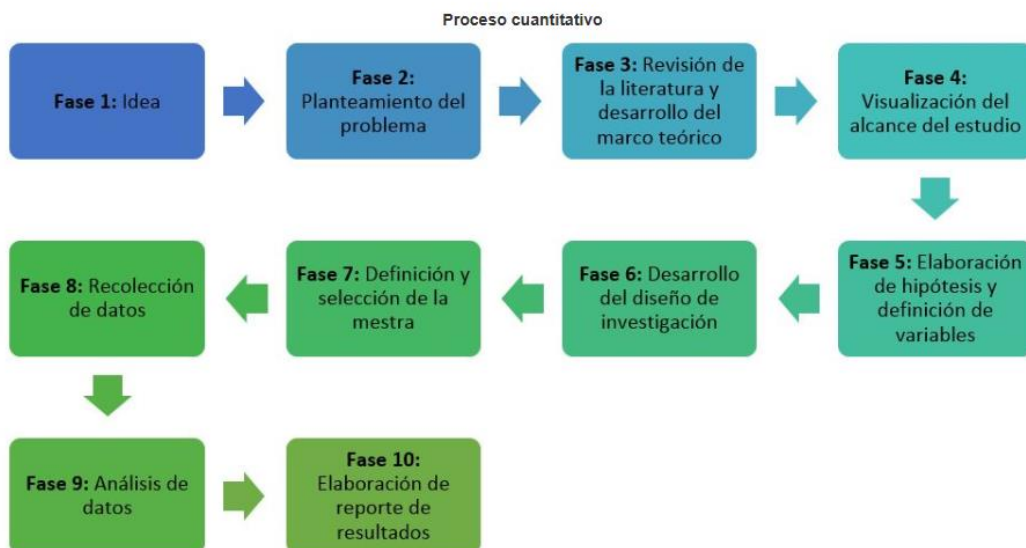 Proceso cuantitativo
Fase 1: Idea
Fase 2:
Planteamiento del
problema
Fase 3: Revisión de
la literatura y
desarrollo del
marco teórico
Fase 4:
Visualización del
alcance del estudio
Fase 5: Elaboración
de hipótesis y
definición de
variables
Fase 6: Desarrollo
del diseño de
investigación
Fase 7: Definición y
selección de la
mestra
Fase 8: Recolección
de datos
Fase 9: Análisis de
datos
Fase 10:
Elaboración de
reporte de
resultados